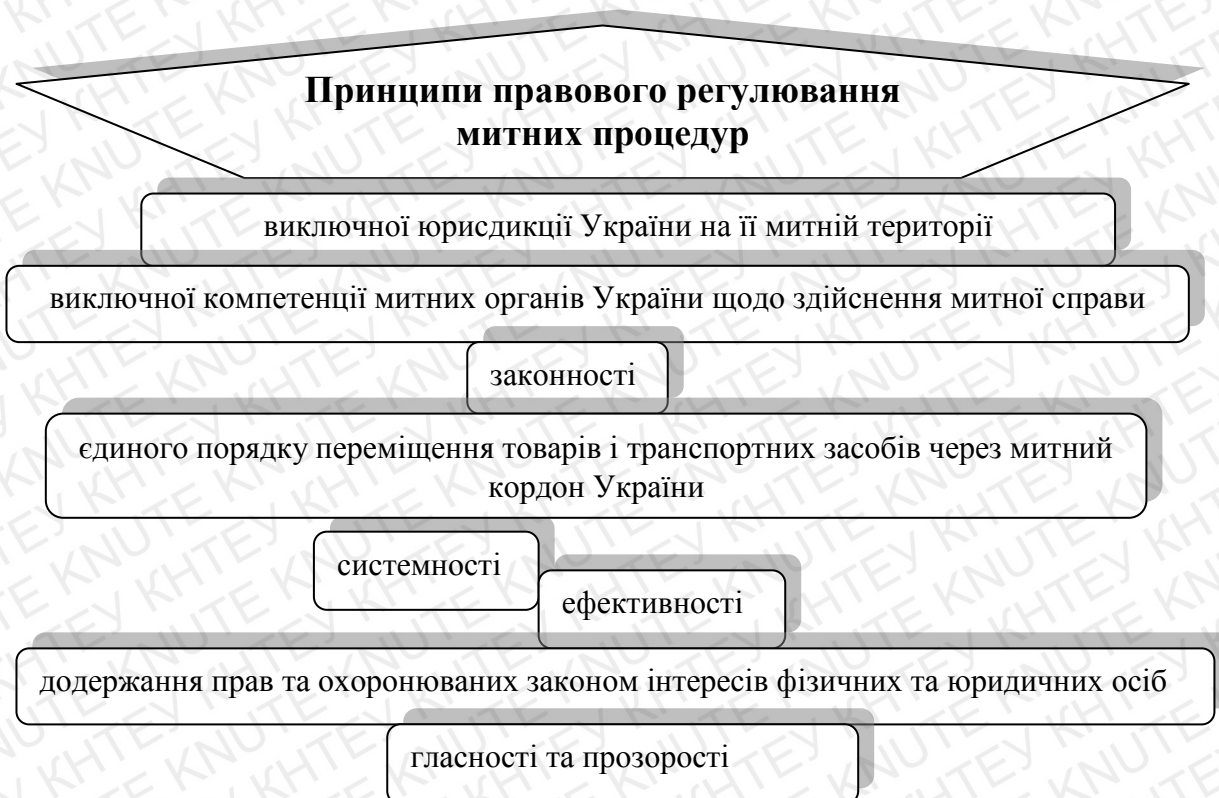 Принципи правового регулювання
митних процедур
виключної юрисдикції України на її митній території
виключної компетенції митних органів України щодо здійснення митної справи
законності
єдиного порядку переміщення товарів і транспортних засобів через митний
кордон України
системності
ефективності
додержання прав та охоронюваних законом інтересів фізичних та юридичних осіб
гласності та прозорості